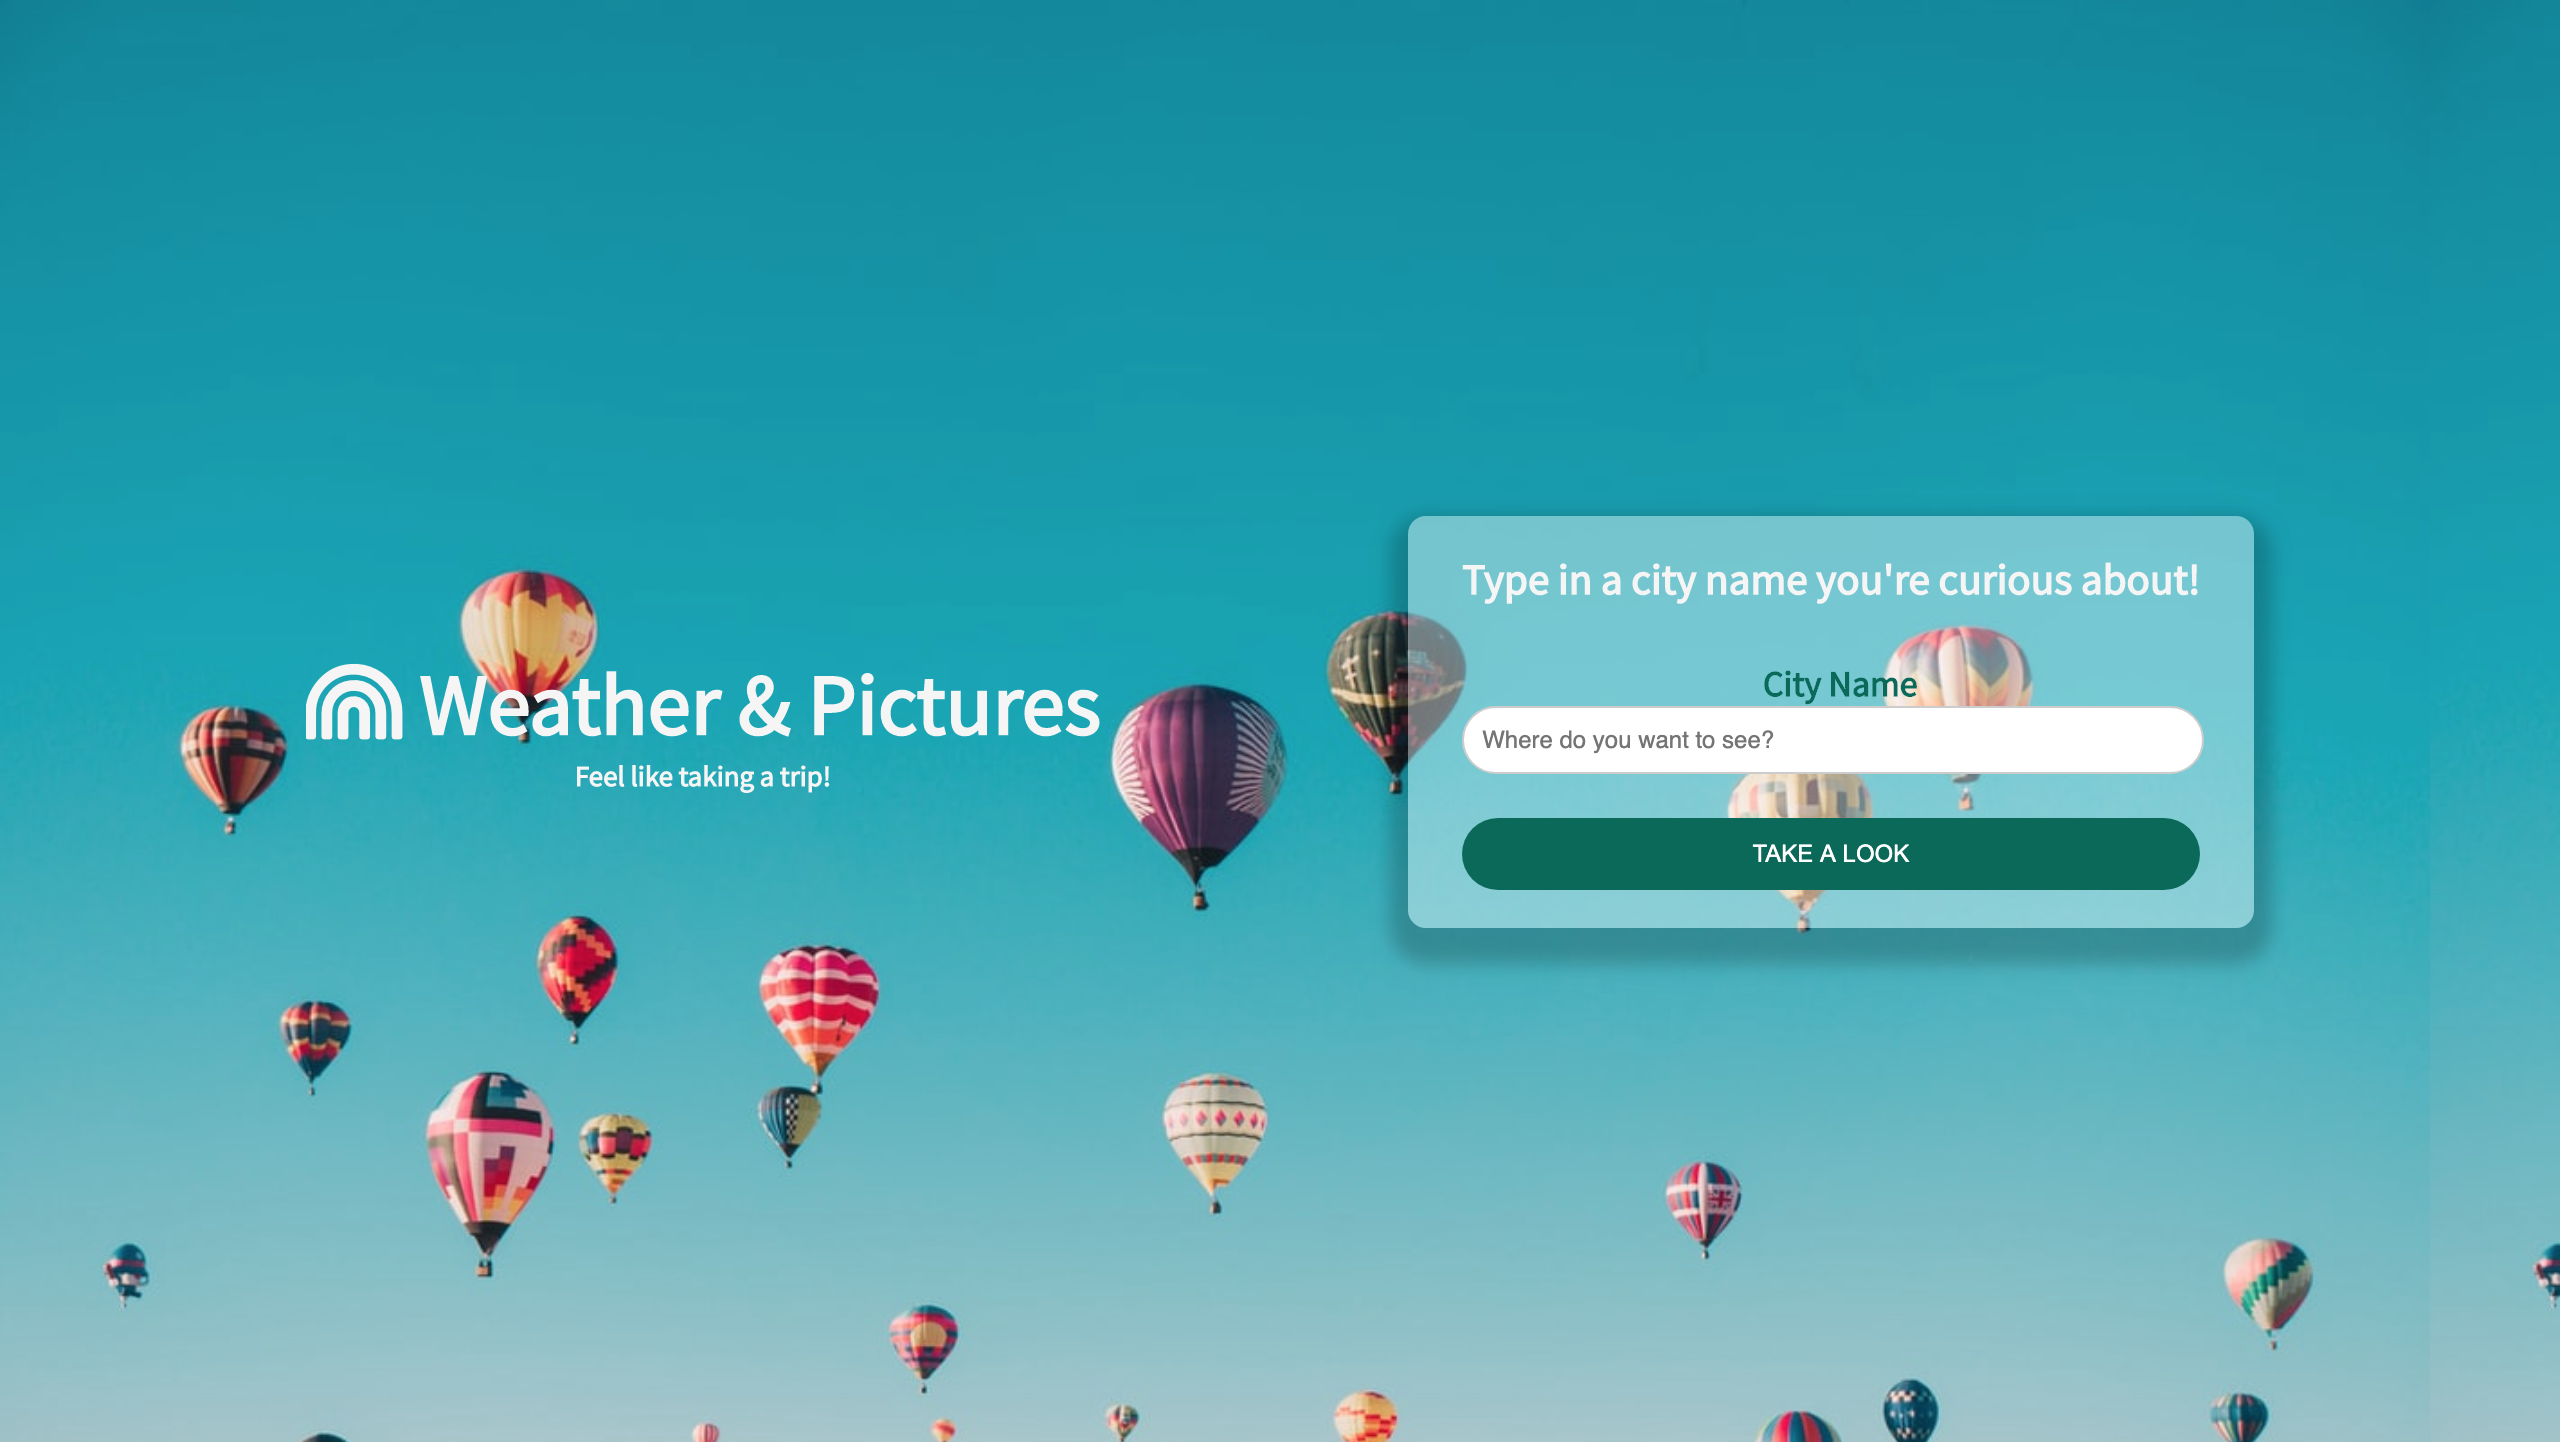 Weather & Pictures
Feel like taking a trip!
Type in a city name you're curious about!
City Name
Where do you want to see?
TAKE A LOOK